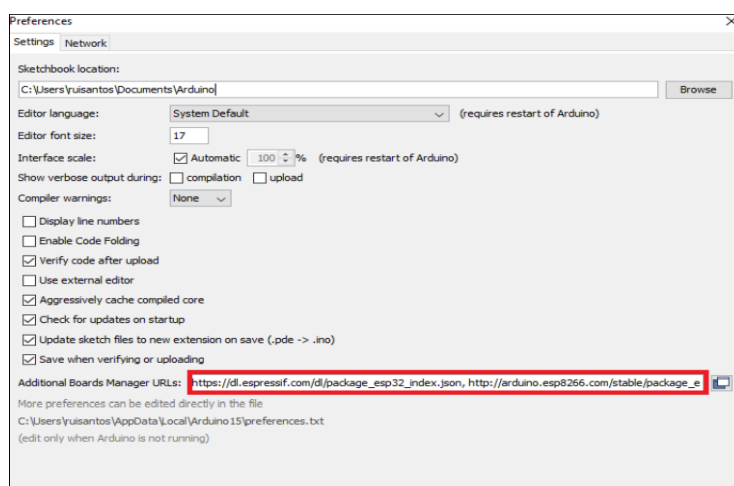 Preferences
Settings Network
Sketchbook location:
C:\Users\ruisantos\Documents\Arduino Browse
Editor language: System Default (requires restart of Arduino)
Editor font size: 17
Interface scale: Automatic 100 % (requires restart of Arduino)
Show verbose output during: compilation upload
Compiler warnings: None
Display line numbers
Enable Code Folding
Verify code after upload
Use external editor
Aggressively cache compiled core
Check for updates on startup
Update sketch files to new extension on save (.pde -> .ino)
Save when verifying or uploading
Additional Boards Manager URLs: https://dl.espressif.com/dl/package_esp32_index.json, http://arduino.esp8266.com/stable/package_e
More preferences can be edited directly in the file
C:\Users\ruisantos\AppData\Local\Arduino15\preferences.txt
(edit only when Arduino is not running)